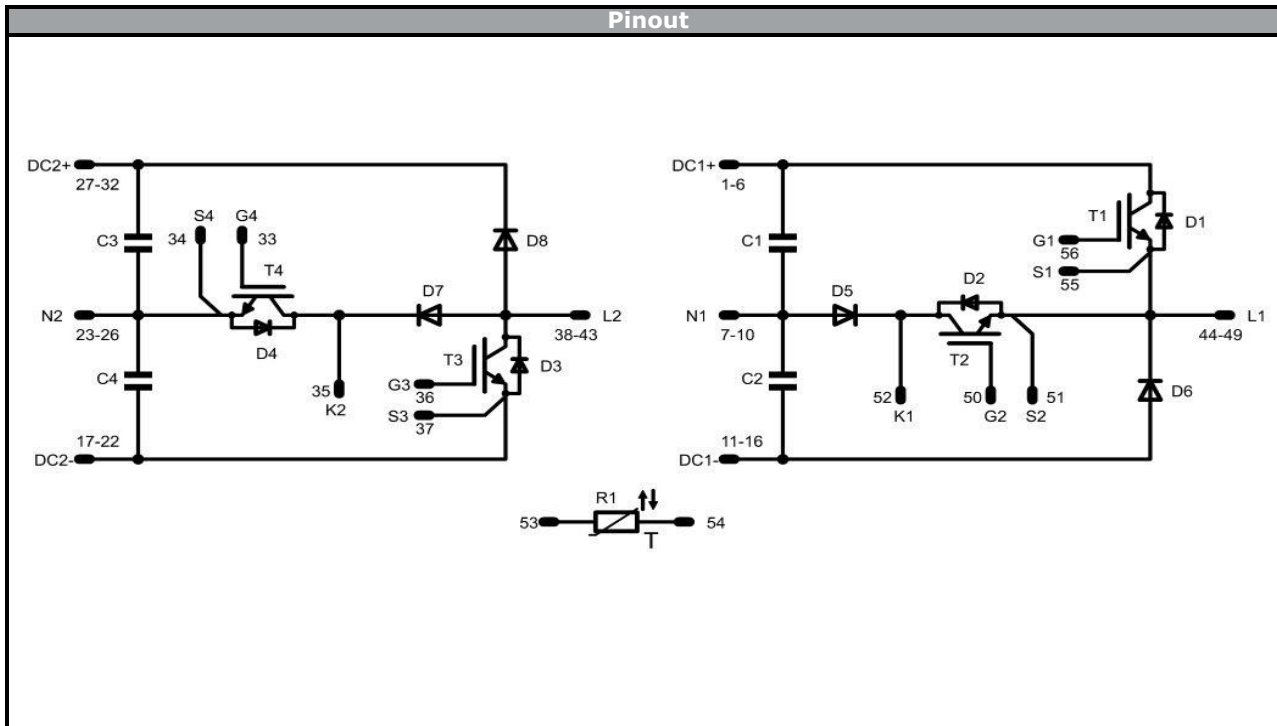 Pinout
DC2+
27-32
S4
34
G4
33
C3
T4
D8
N2
23-26
D4
D7
L2
38-43
35
K2
T3
D3
G3
36
S3
37
C4
17-22
DC2-
DC1+
1-6
T1
D1
G1
56
S1
55
C1
D2
N1
7-10
D5
T2
L1
44-49
C2
52
K1
50
G2
S2
51
D6
11-16
DC1-
R1
53
54
T